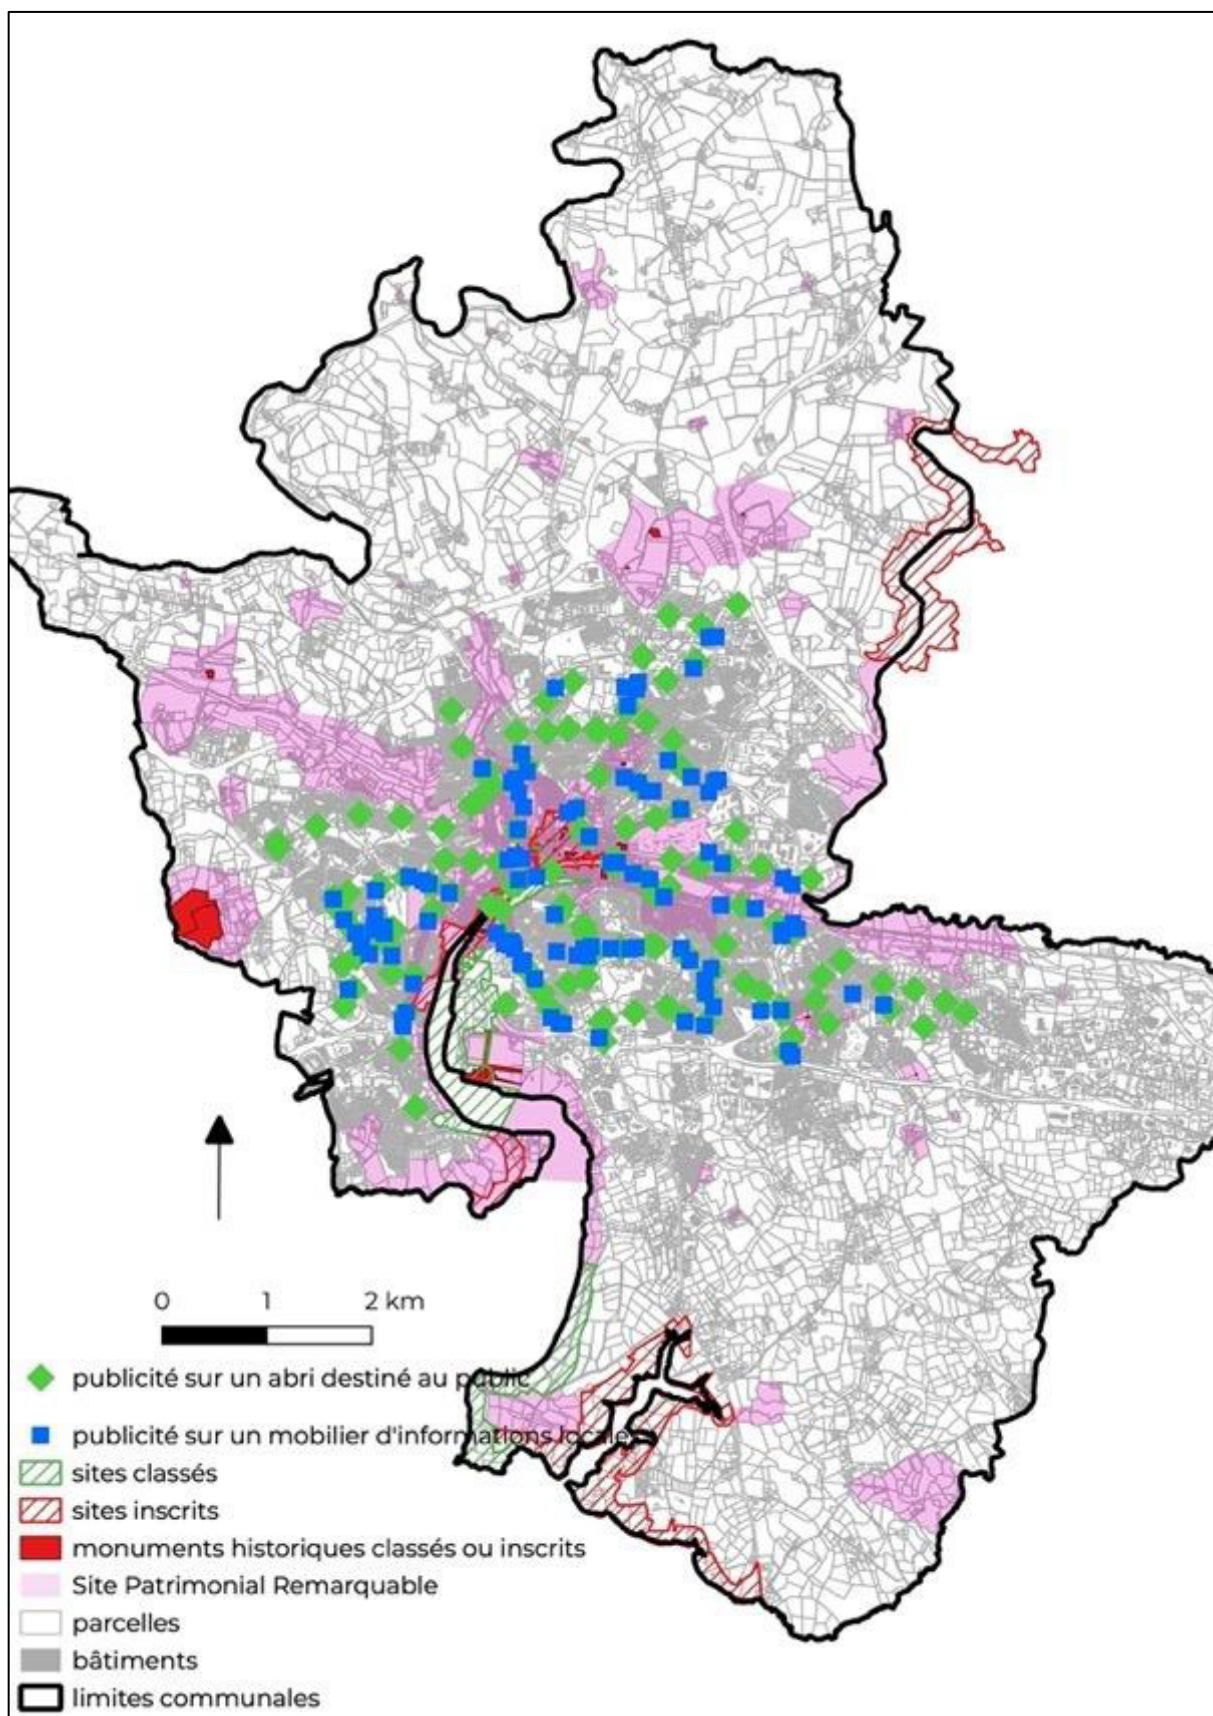 0 1 2 km
publicité sur un abri destiné au public
publicité sur un mobilier d'informations locales
sites classés
sites inscrits
monuments historiques classés ou inscrits
Site Patrimonial Remarquable
parcelles
bâtiments
limites communales